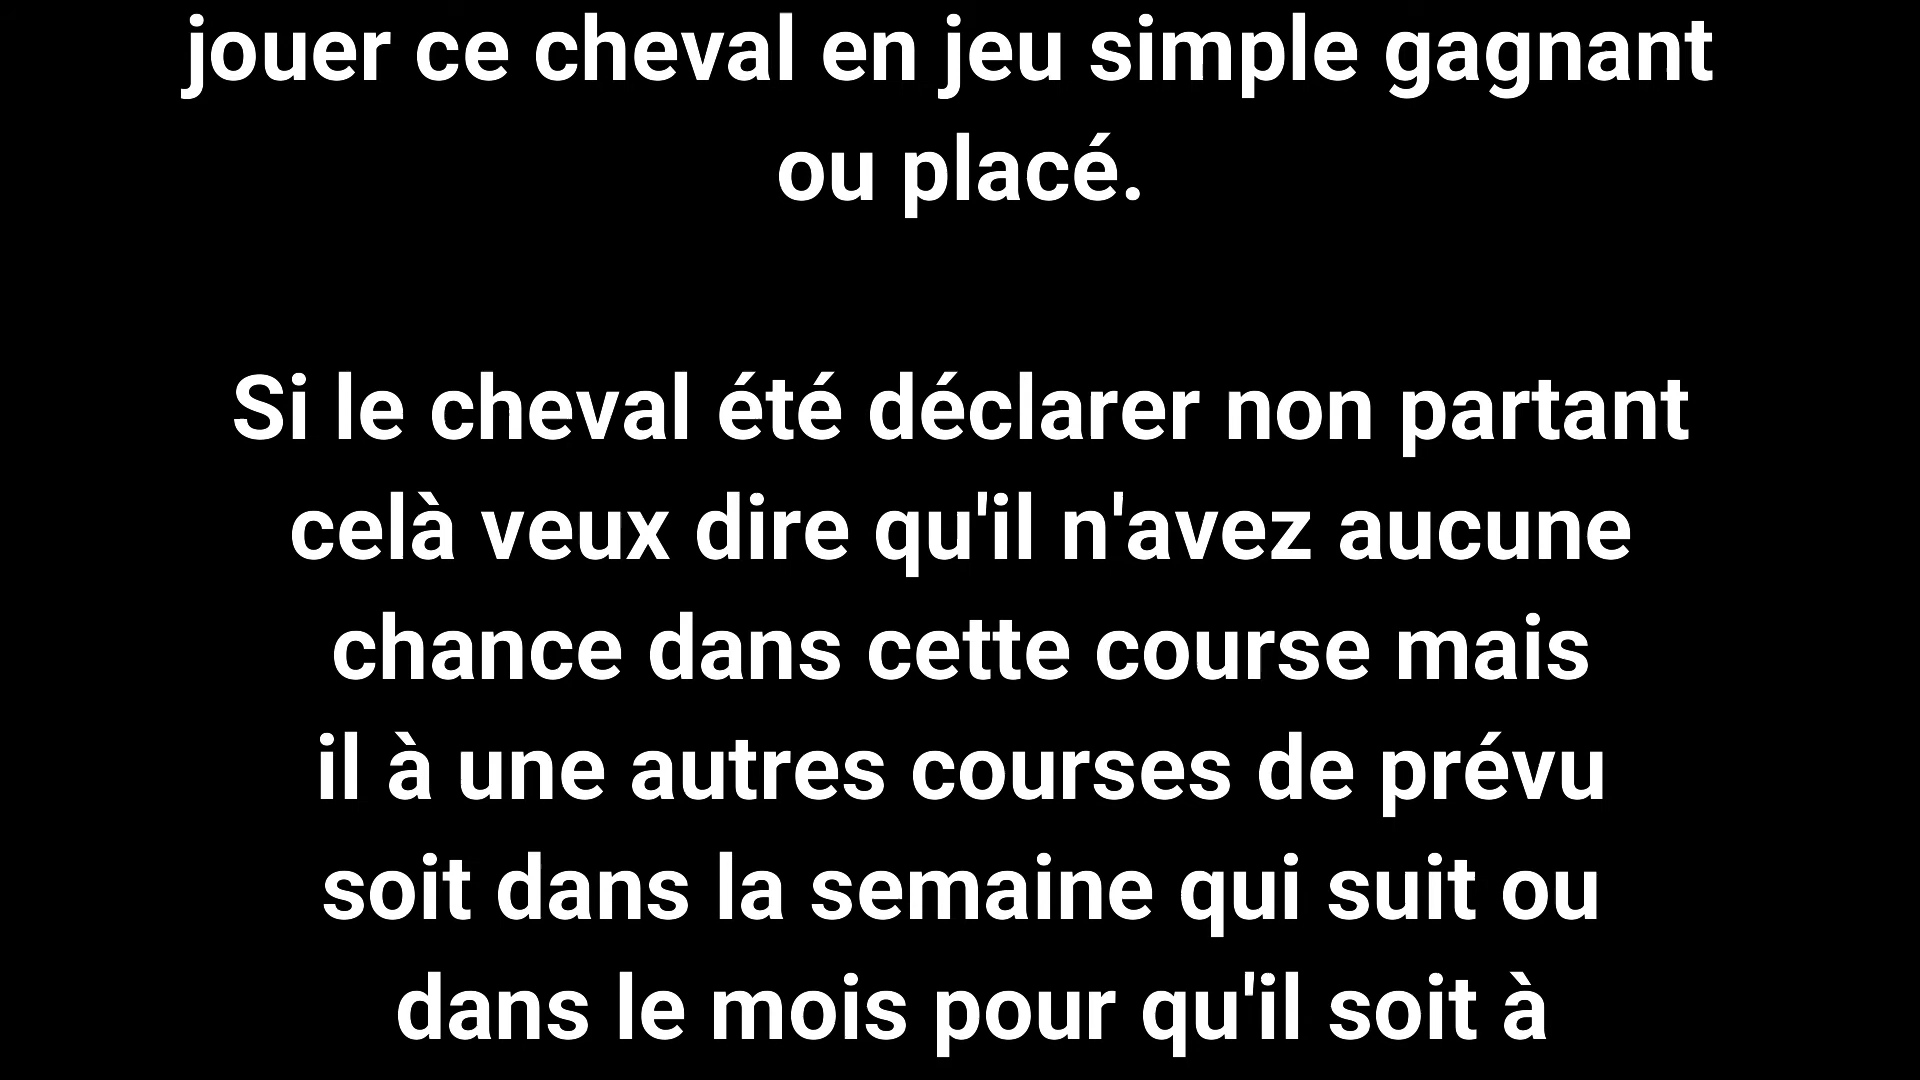 jouer ce cheval en jeu simple gagnant
ou placé.
Si le cheval été déclarer non partant
celà veux dire qu'il n'avez aucune
chance dans cette course mais
il à une autres courses de prévu
soit dans la semaine qui suit ou
dans le mois pour qu'il soit à